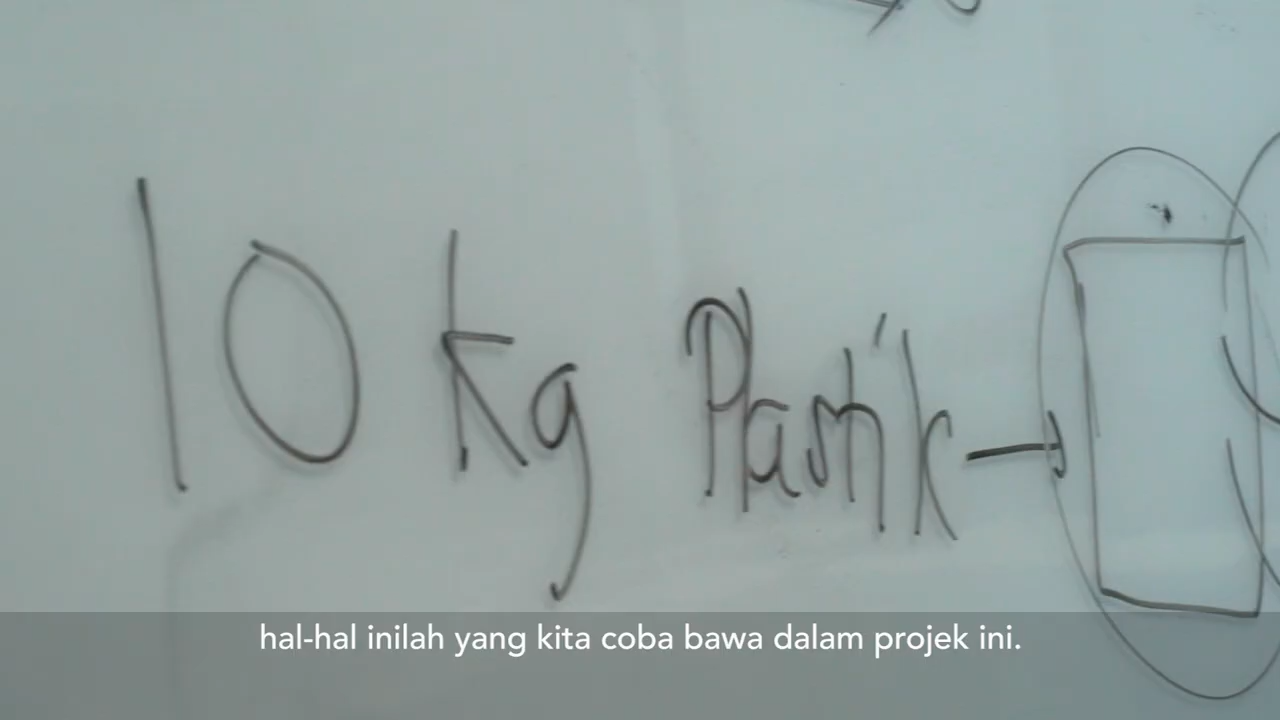 10 kg Plastik
hal-hal inilah yang kita coba bawa dalam projek ini.